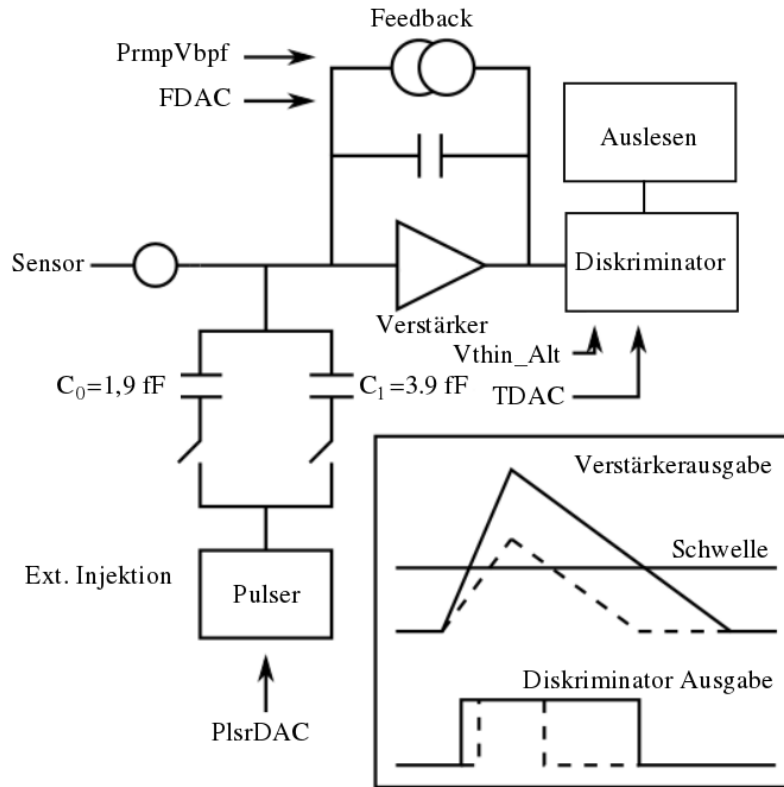 Feedback
PrmpVbpf
FDAC
Auslesen
Sensor
Diskriminator
Verstärker
Vthin_Alt
TDAC
C0=1,9 fF
C1=3.9 fF
Verstärkerausgabe
Schwelle
Ext. Injektion
Pulser
Diskriminator Ausgabe
PlsrDAC